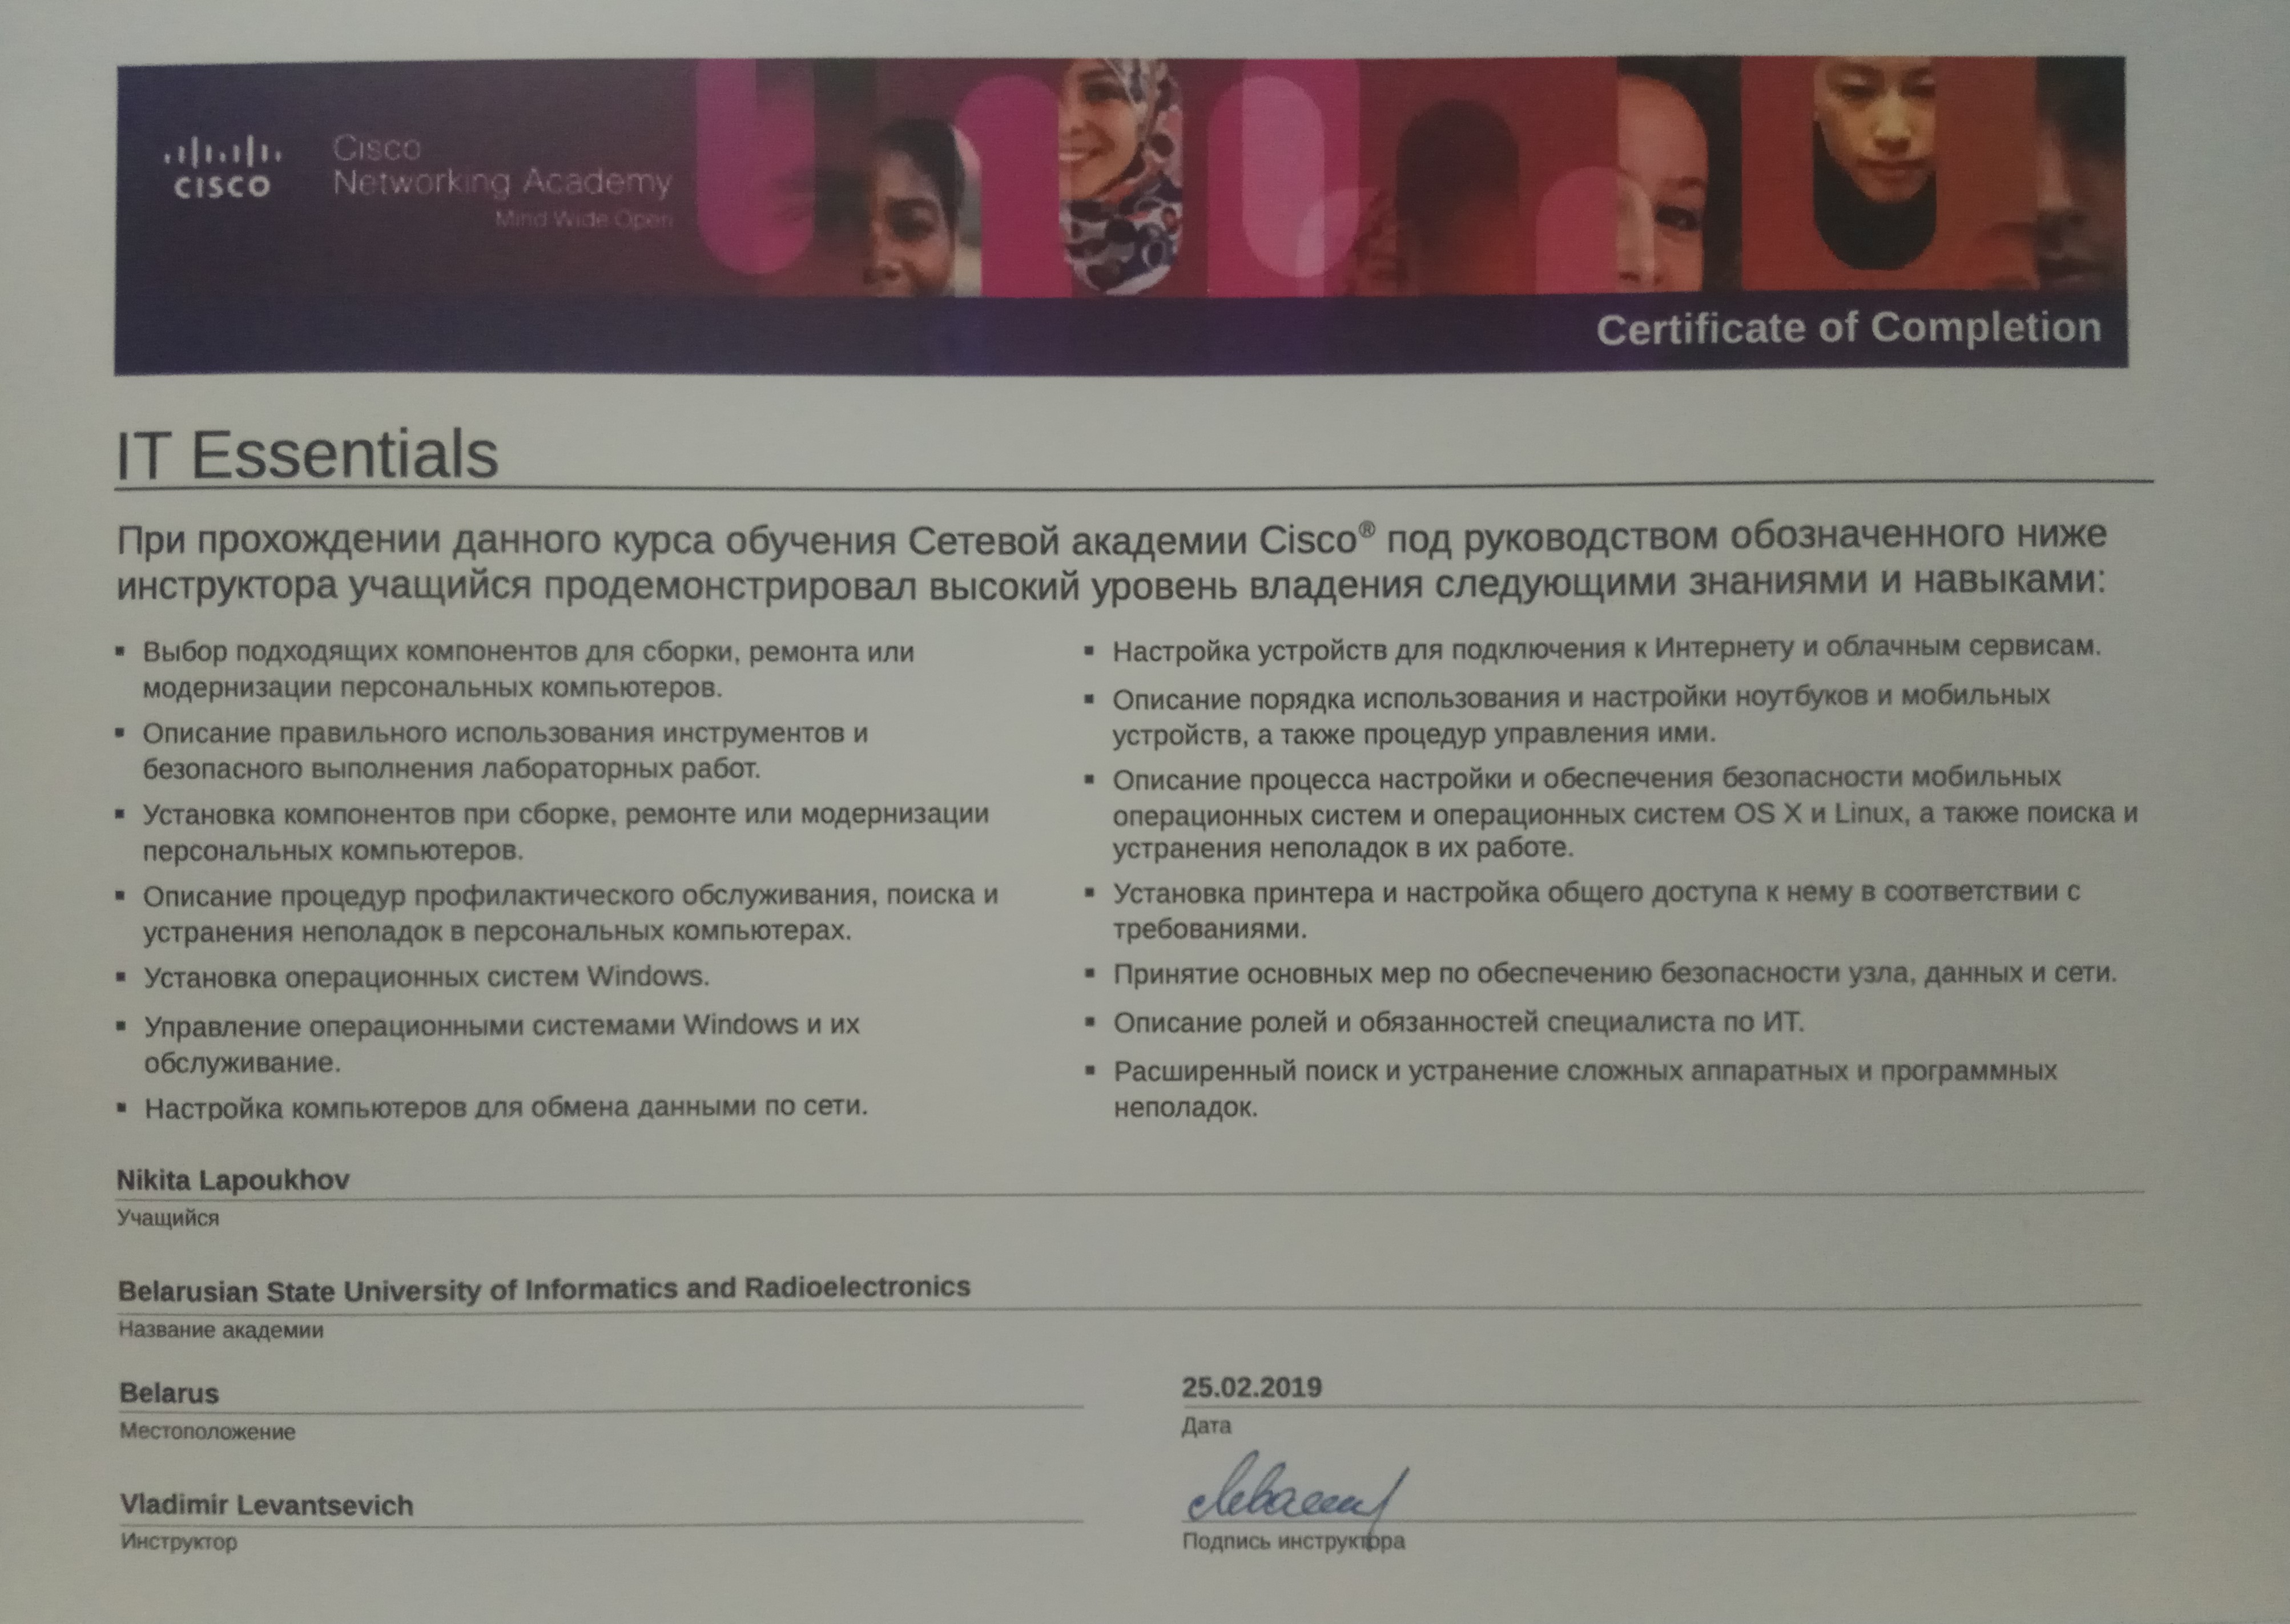 CISCO
Cisco
Networking Academy
Mind Wide Open
Certificate of Completion
IT Essentials
При прохождении данного курса обучения Сетевой академии Cisco® под руководством обозначенного ниже
инструктора учащийся продемонстрировал высокий уровень владения следующими знаниями и навыками:
▪ Выбор подходящих компонентов для сборки, ремонта или
модернизации персональных компьютеров.
▪ Описание правильного использования инструментов и
безопасного выполнения лабораторных работ.
▪ Установка компонентов при сборке, ремонте или модернизации
персональных компьютеров.
▪ Описание процедур профилактического обслуживания, поиска и
устранения неполадок в персональных компьютерах.
▪ Установка операционных систем Windows.
▪ Управление операционными системами Windows и их
обслуживание.
▪ Настройка компьютеров для обмена данными по сети.
▪ Настройка устройств для подключения к Интернету и облачным сервисам.
▪ Описание порядка использования и настройки ноутбуков и мобильных
устройств, а также процедур управления ими.
▪ Описание процесса настройки и обеспечения безопасности мобильных
операционных систем и операционных систем OS X и Linux, а также поиска и
устранения неполадок в их работе.
▪ Установка принтера и настройка общего доступа к нему в соответствии с
требованиями.
▪ Принятие основных мер по обеспечению безопасности узла, данных и сети.
▪ Описание ролей и обязанностей специалиста по ИТ.
▪ Расширенный поиск и устранение сложных аппаратных и программных
неполадок.
Nikita Lapoukhov
Учащийся
Belarusian State University of Informatics and Radioelectronics
Название академии
Belarus
Местоположение
25.02.2019
Дата
Vladimir Levantsevich
Инструктор
Подпись инструктора